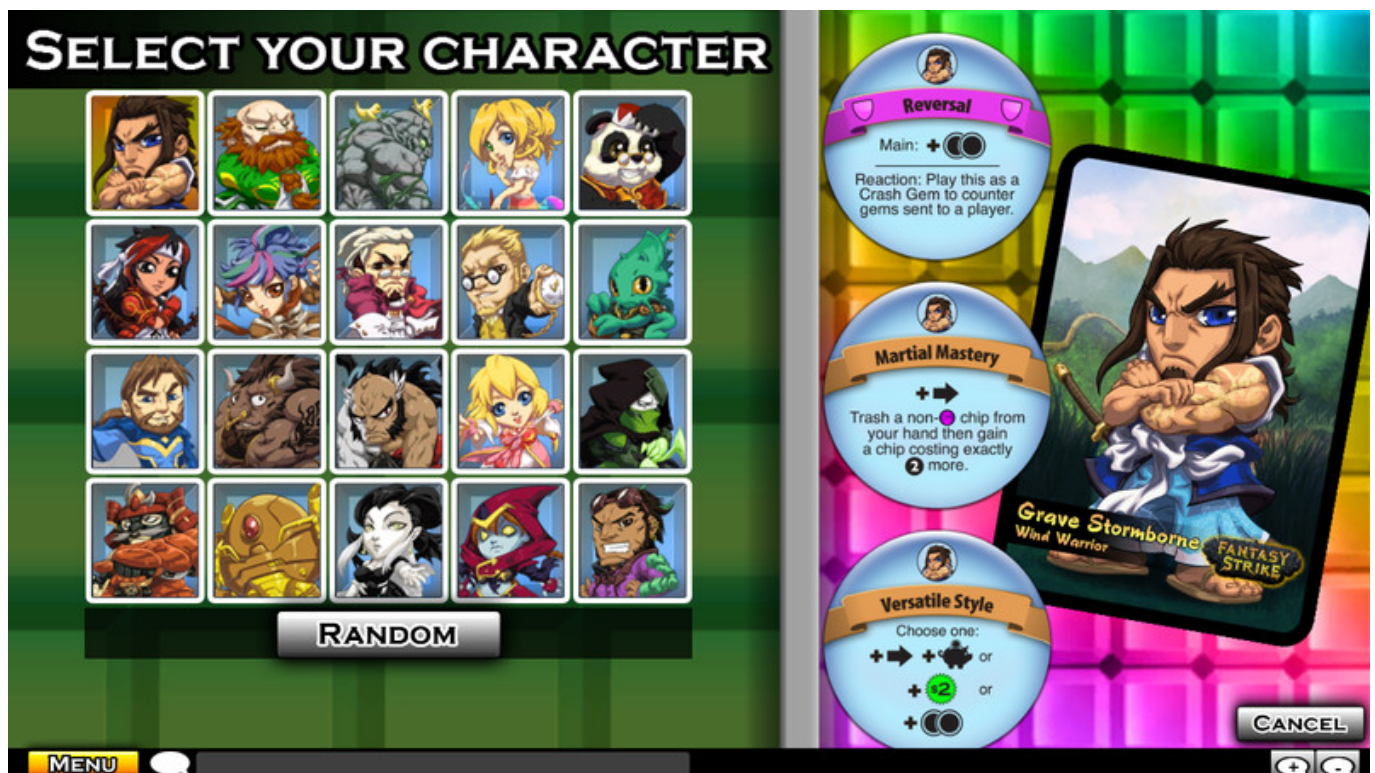 SELECT YOUR CHARACTER
RANDOM
MENU
Reversal
Main: +
Reaction: Play this as a
Crash Gem to counter
gems sent to a player.
Martial Mastery
+
Trash a non- chip from
your hand then gain
a chip costing exactly
2 more.
Versatile Style
Choose one:
+ + or
+ $2 or
+
Grave Stormborne
Wind Warrior
FANTASY
STRIKE
CANCEL
+ -